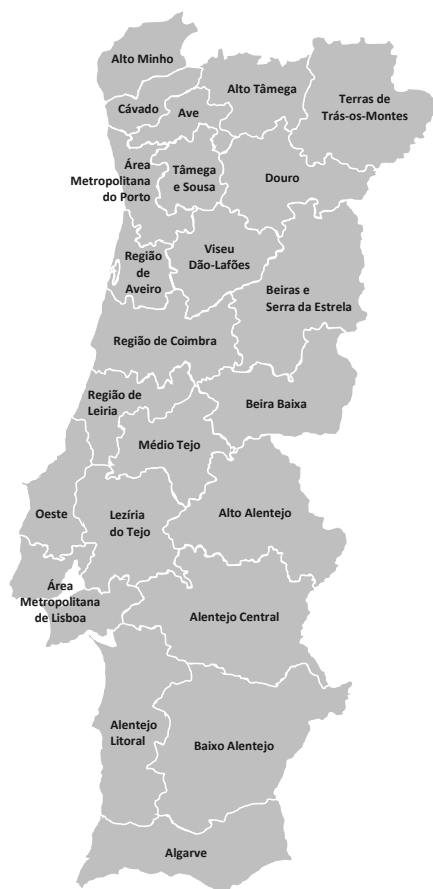 Alto Minho
Alto Tâmega
Terras de
Trás-os-Montes
Cávado
Ave
Área
Metropolitana
do Porto
Tâmega
e Sousa
Douro
Região
de
Aveiro
Viseu
Dão-Lafões
Beiras e
Serra da Estrela
Região de Coimbra
Região de
Leiria
Beira Baixa
Médio Tejo
Oeste
Lezíria
do Tejo
Alto Alentejo
Área
Metropolitana
de Lisboa
Alentejo Central
Alentejo
Litoral
Baixo Alentejo
Algarve